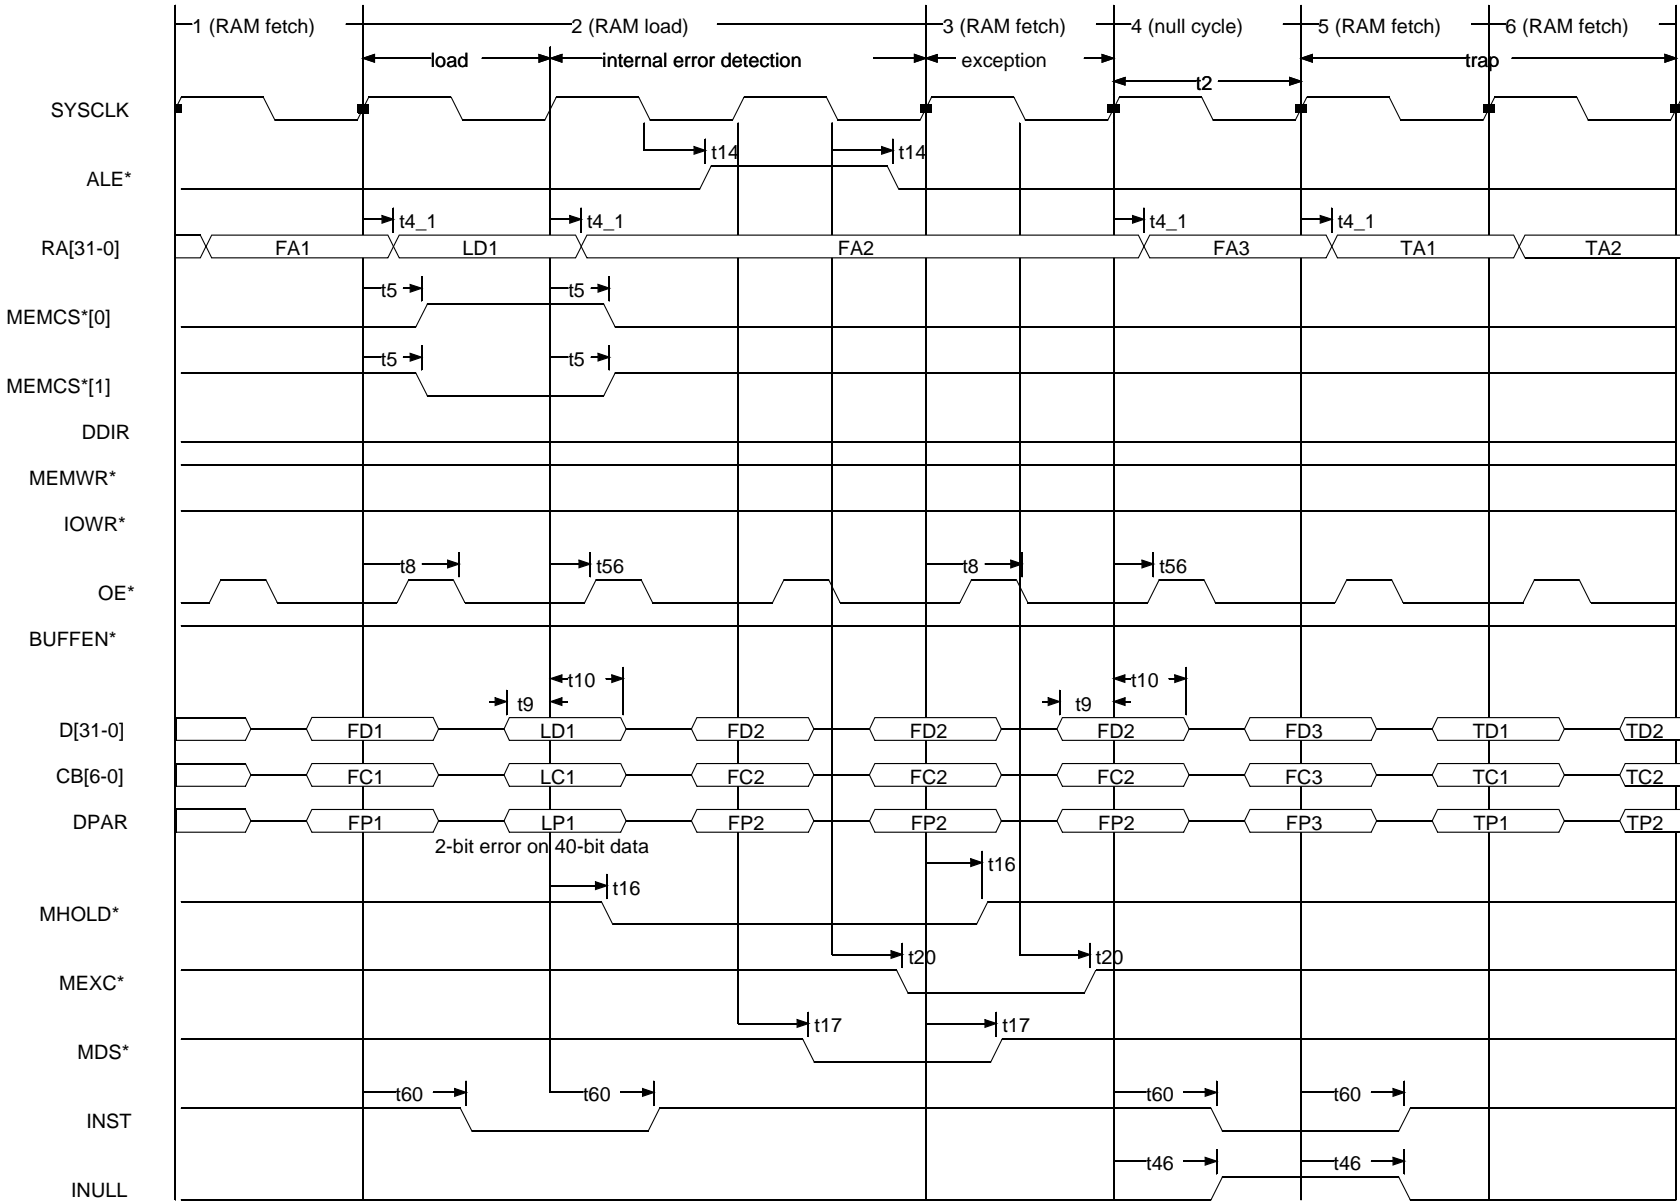 1 (RAM fetch) 2 (RAM load) 3 (RAM fetch) 4 (null cycle) 5 (RAM fetch) 6 (RAM fetch)
load internal error detection exception trap
t2
SYSCLK
t14 t14
ALE*
t4_1 t4_1 t4_1 t4_1
RA[31-0] FA1 LD1 FA2 FA3 TA1 TA2
t5 t5
MEMCS*[0]
t5 t5
MEMCS*[1]
DDIR
MEMWR*
IOWR*
t8 t56 t8 t56
OE*
BUFFEN*
t10 t10
t9 t9
D[31-0] FD1 LD1 FD2 FD2 FD2 FD3 TD1 TD2
CB[6-0] FC1 LC1 FC2 FC2 FC2 FC3 TC1 TC2
DPAR FP1 LP1 FP2 FP2 FP2 FP3 TP1 TP2
2-bit error on 40-bit data
t16
t16
MHOLD*
t20 t20
MEXC*
t17 t17
MDS*
t60 t60 t60 t60
INST
t46 t46
INULL